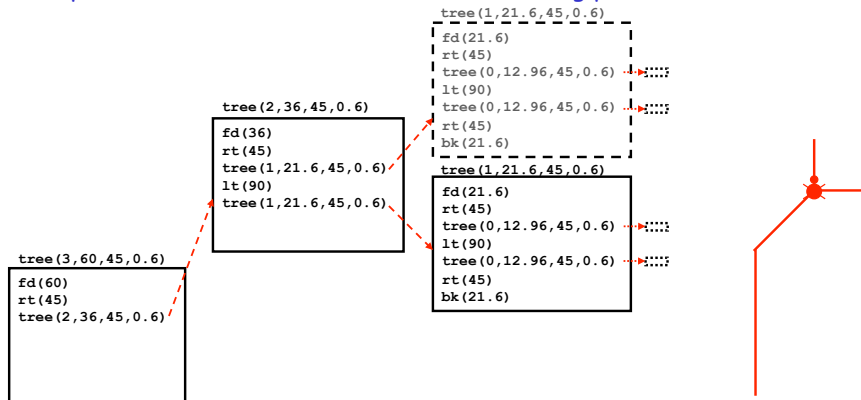 tree(1,21.6,45,0.6)
fd(21.6)
rt(45)
tree(0,12.96,45,0.6)
lt(90)
tree(0,12.96,45,0.6)
rt(45)
bk(21.6)
tree(2,36,45,0.6)
fd(36)
rt(45)
tree(1,21.6,45,0.6)
lt(90)
tree(1,21.6,45,0.6)
tree(1,21.6,45,0.6)
fd(21.6)
rt(45)
tree(0,12.96,45,0.6)
lt(90)
tree(0,12.96,45,0.6)
rt(45)
bk(21.6)
tree(3,60,45,0.6)
fd(60)
rt(45)
tree(2,36,45,0.6)